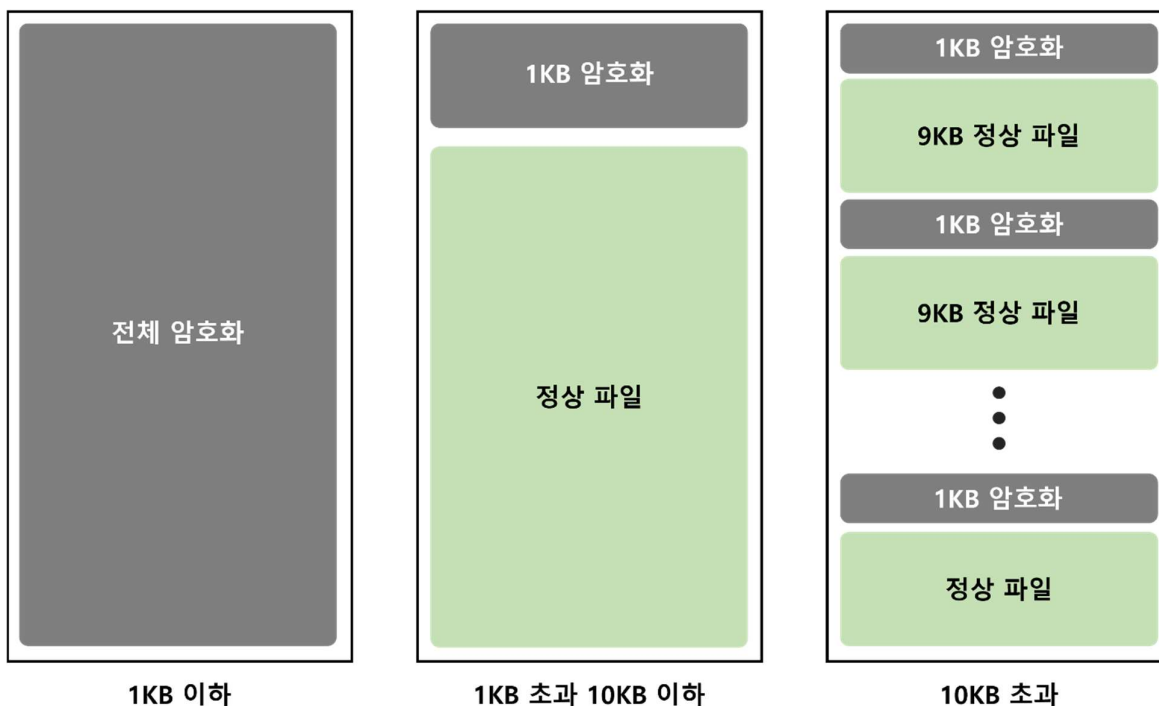 전체 암호화
1KB 이하
1KB 암호화
정상 파일
1KB 초과 10KB 이하
1KB 암호화
9KB 정상 파일
1KB 암호화
9KB 정상 파일
1KB 암호화
정상 파일
10KB 초과